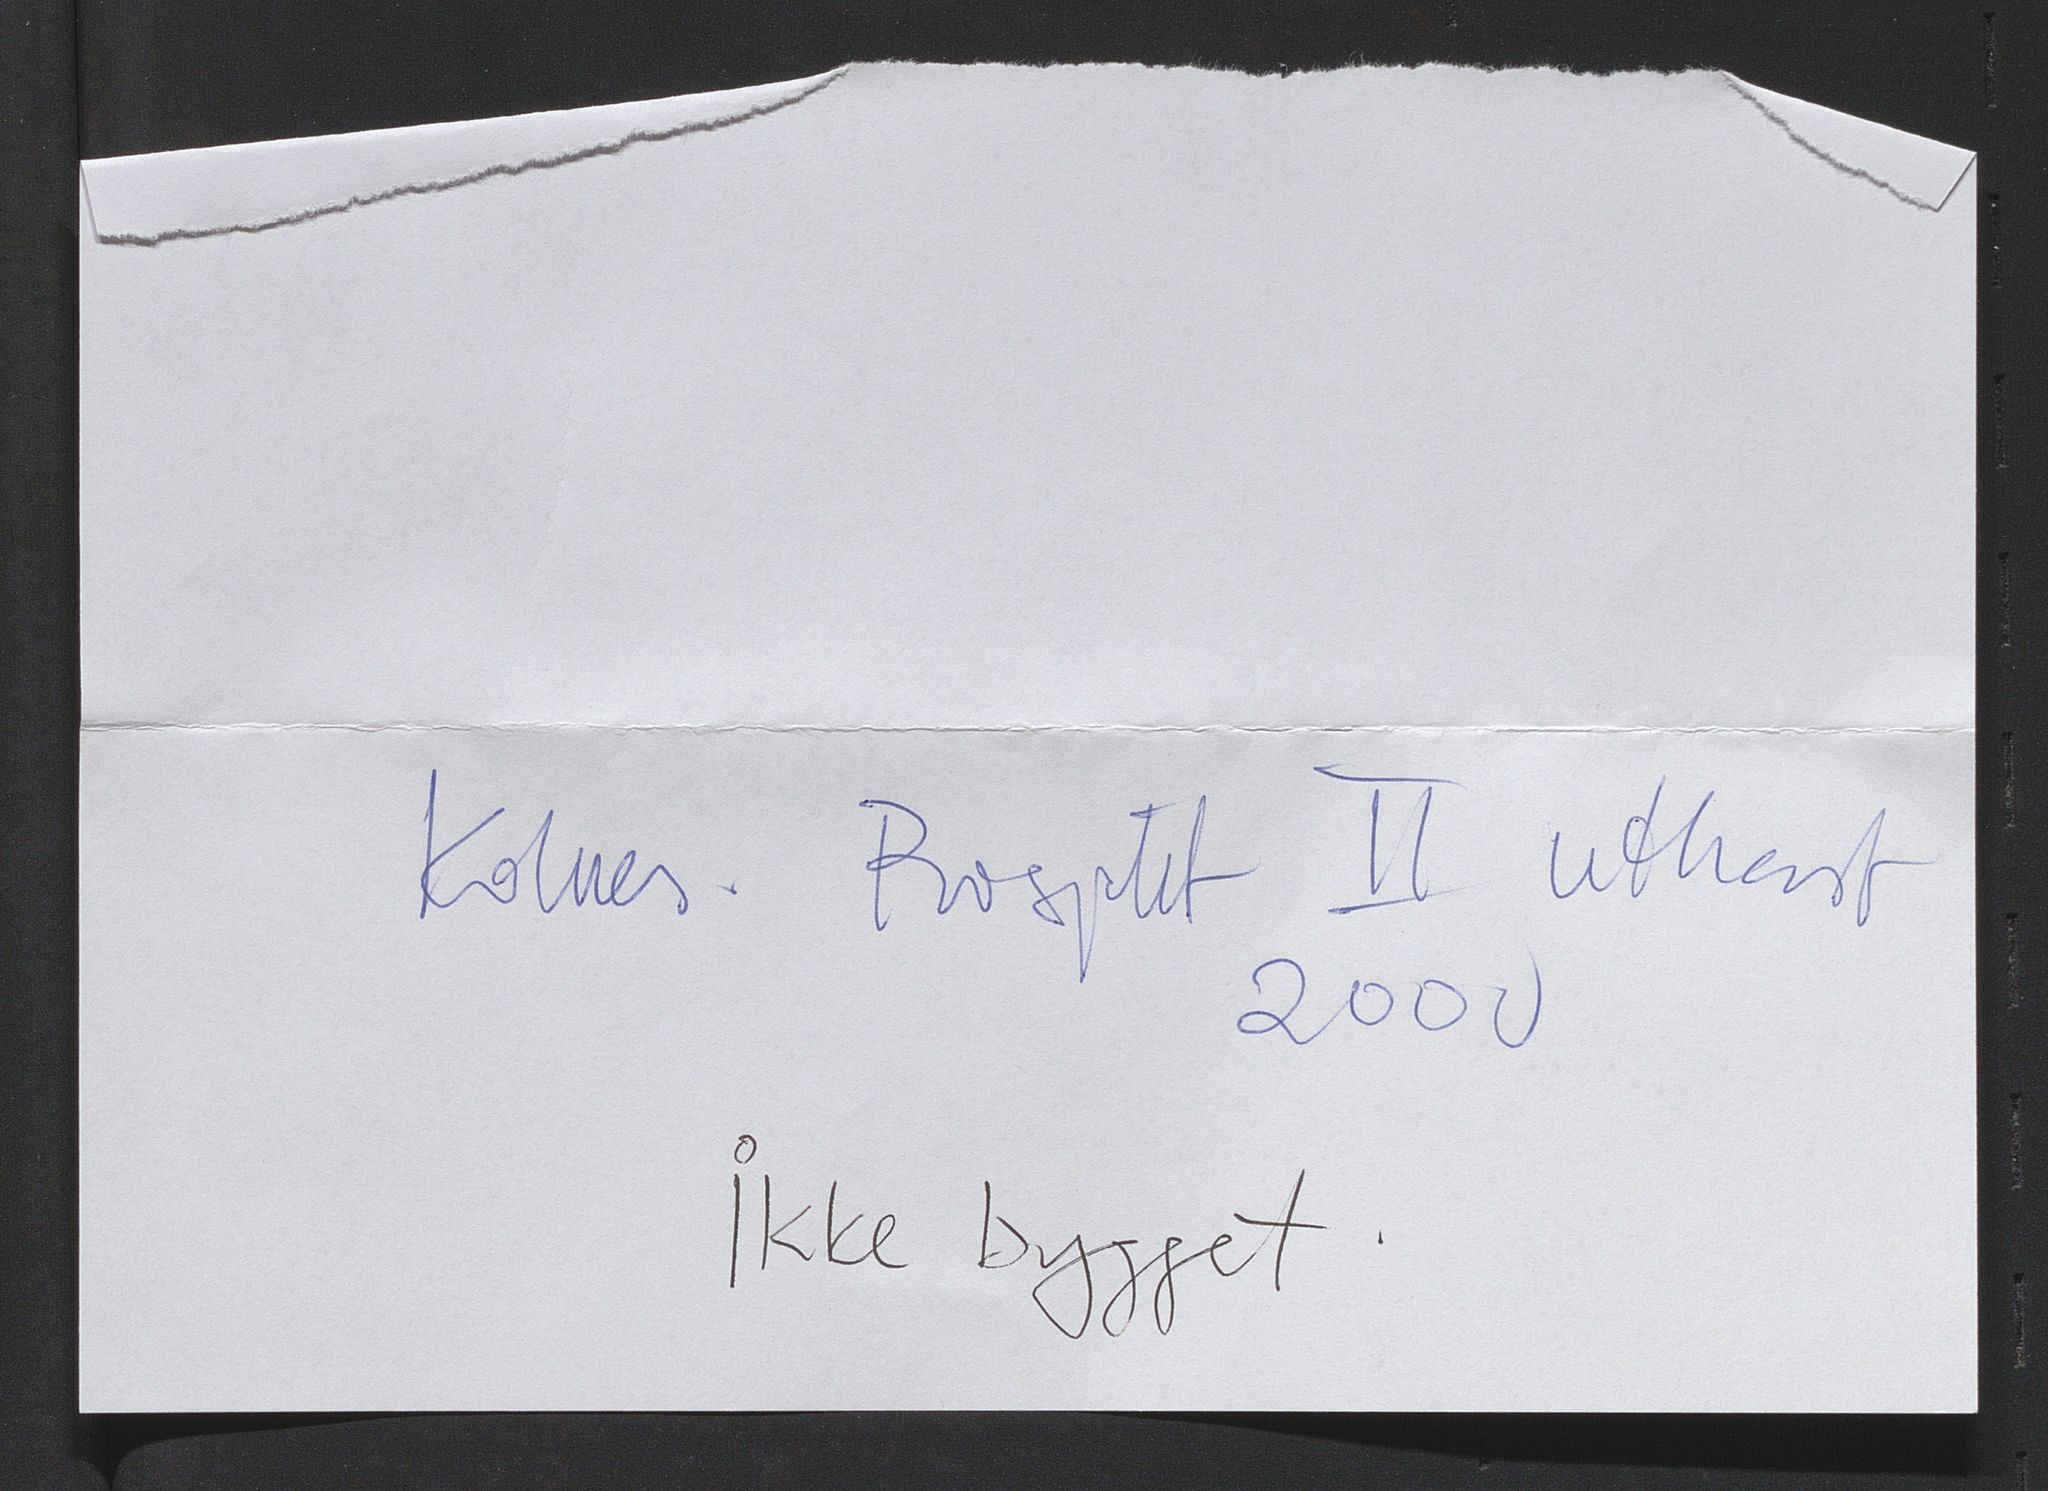 Kolnes. Prosjekt II utkast
2000
Ikke bygget.